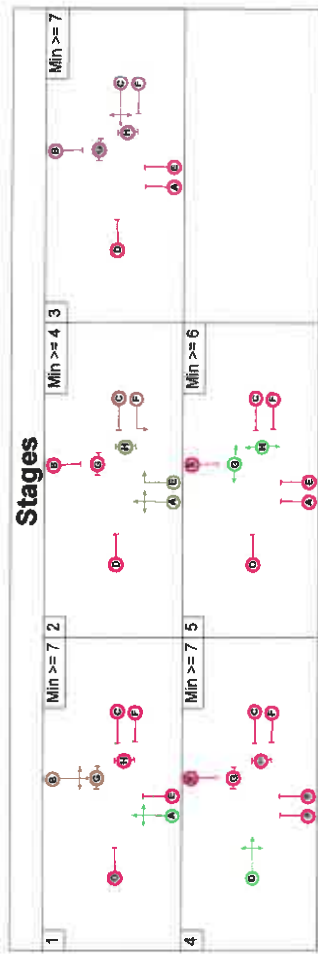 Stages
1
Min >= 7
B
G
C
H
F
A
E
2
Min >= 4
B
G
D
C
H
F
A
E
3
Min >= 7
B
D
C
H
F
A
E
4
Min >= 7
G
D
C
F
5
Min >= 6
G
D
C
H
F
A
E